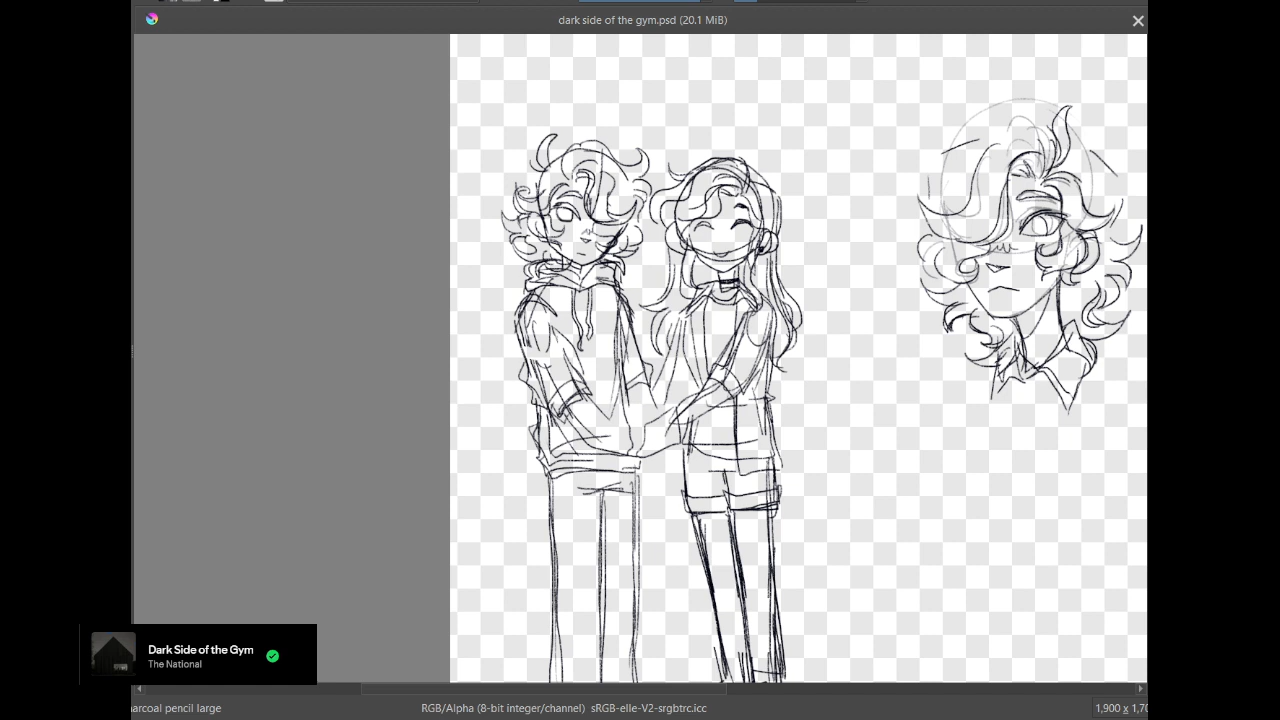 dark side of the gym.psd (20.1 MiB)
Dark Side of the Gym
The National
arcoal pencil large
RGB/Alpha (8-bit integer/channel) sRGB-elle-V2-srgbtrc.icc
1,900 x 1,70